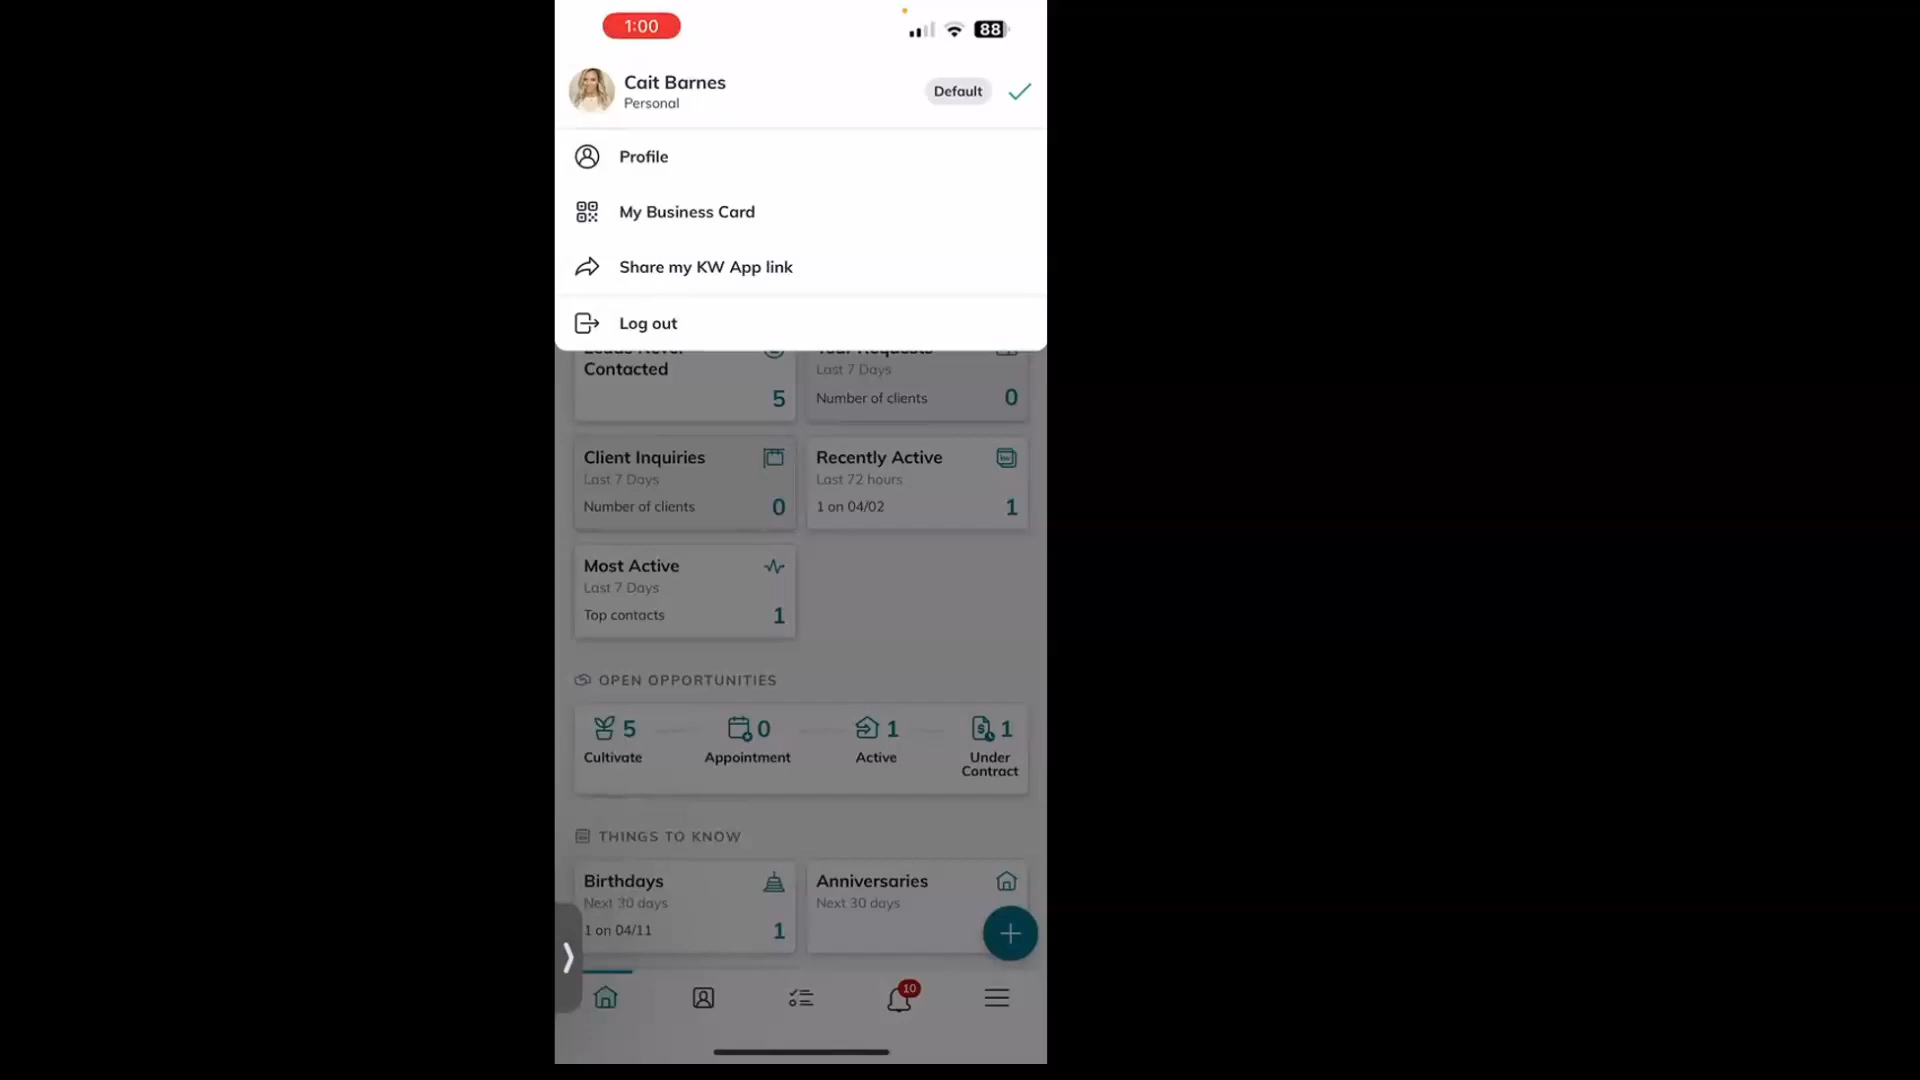 1:00
88
Cait Barnes
Personal
Default
Profile
My Business Card
Share my KW App link
Log out
Contacted
5
Last 7 Days
Number of clients 0
Client Inquiries
Last 7 Days
Number of clients 0
Recently Active
Last 72 hours
1 on 04/02 1
Most Active
Last 7 Days
Top contacts 1
OPEN OPPORTUNITIES
5
Cultivate
0
Appointment
1
Active
1
Under
Contract
THINGS TO KNOW
Birthdays
Next 30 days
1 on 04/11 1
Anniversaries
Next 30 days
10